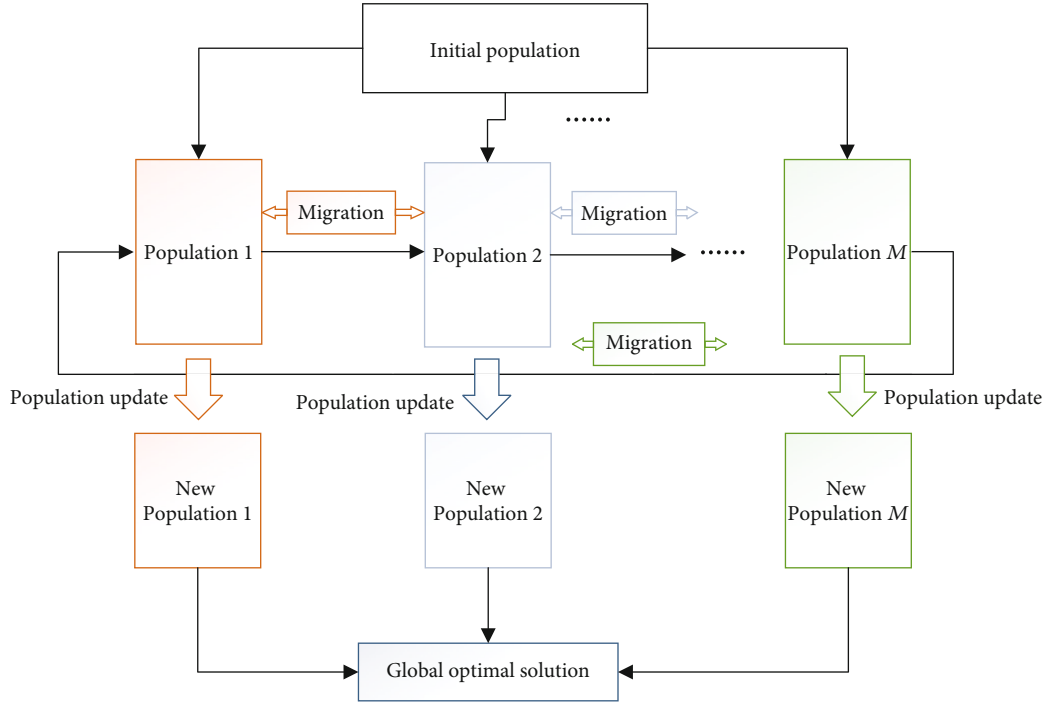 Initial population
......
Migration
Migration
Population 1
Population 2
......
Population M
Migration
Population update
Population update
Population update
New
Population 1
New
Population 2
New
Population M
Global optimal solution